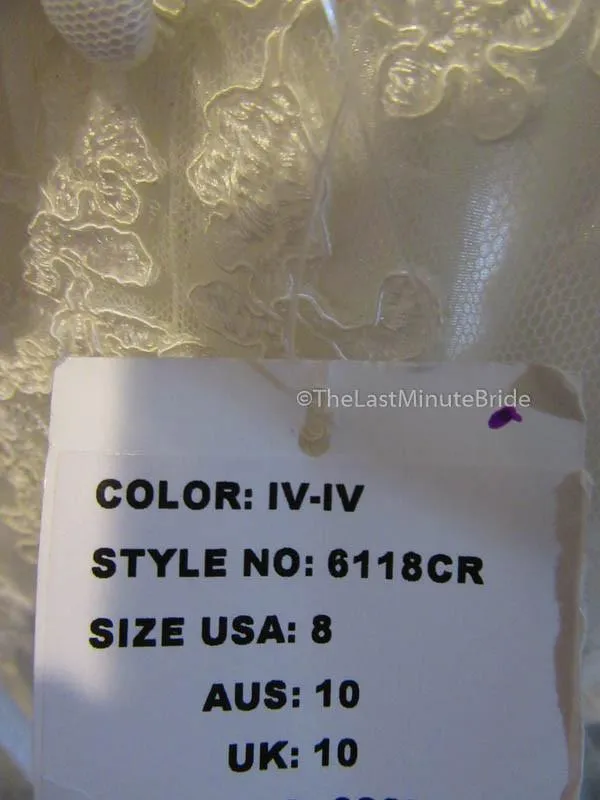 ©TheLastMinuteBride
COLOR: IV-IV
STYLE NO: 6118CR
SIZE USA: 8
AUS: 10
UK: 10